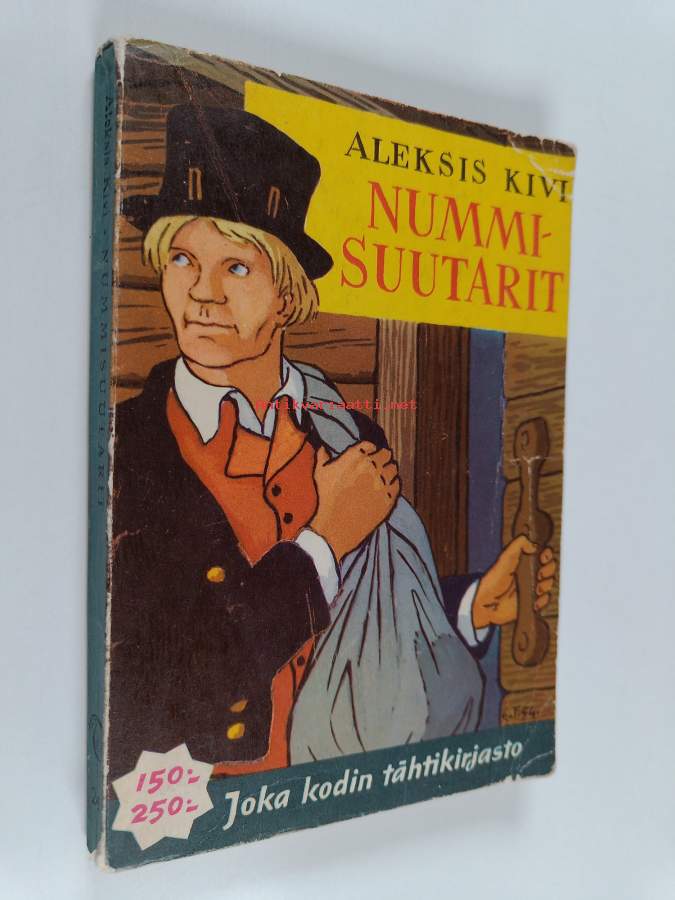 ALEKSIS KIVI
NUMMI-
SUUTARIT
antikvariaatti.net
150:-
250:-
Joka kodin tähtikirjasto
Aleksis Kivi · NUMMISUUTARIT